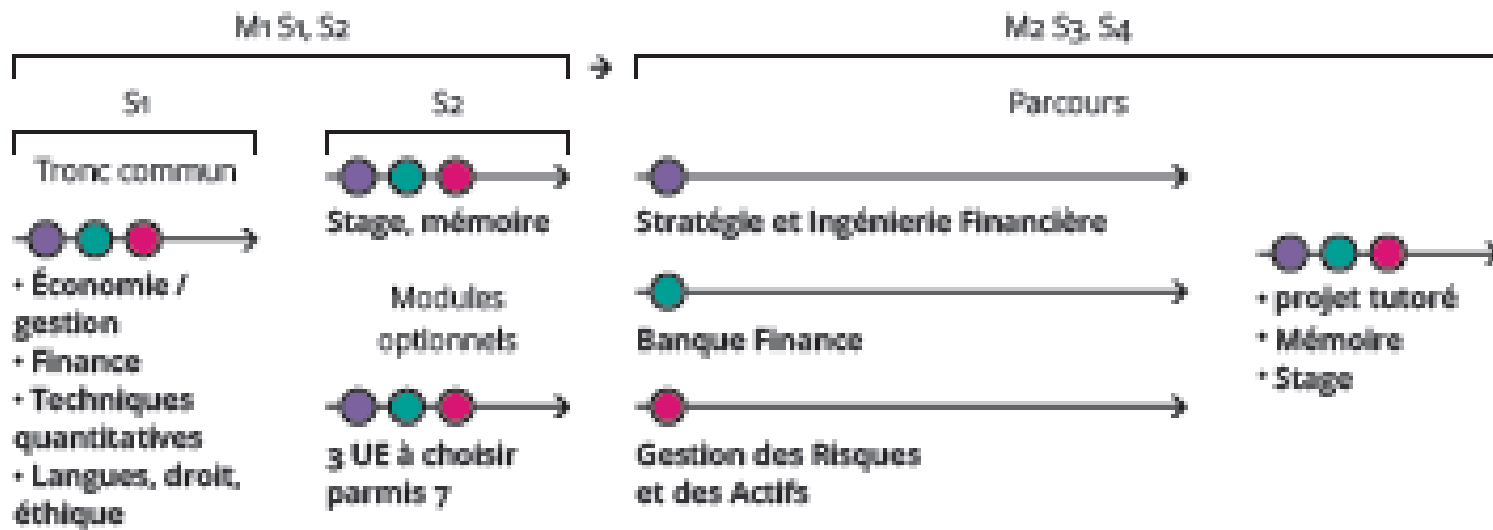 M1 S1, S2
M2 S3, S4
S1
S2
Parcours
Tronc commun
• Économie /
gestion
• Finance
• Techniques
quantitatives
• Langues, droit,
éthique
Stage, mémoire
Modules
optionnels
3 UE à choisir
parmis 7
Stratégie et Ingénierie Financière
Banque Finance
Gestion des Risques
et des Actifs
• projet tutoré
• Mémoire
• Stage